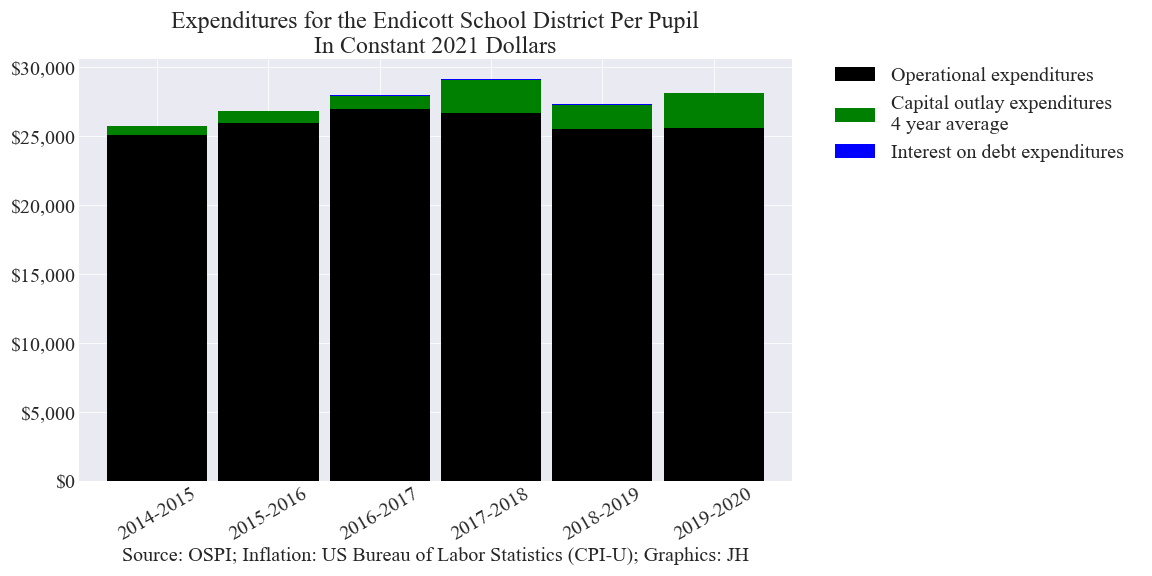 Expenditures for the Endicott School District Per Pupil
In Constant 2021 Dollars
$30,000
$25,000
$20,000
$15,000
$10,000
$5,000
$0
2014-2015
2015-2016
2016-2017
2017-2018
2018-2019
2019-2020
Operational expenditures
Capital outlay expenditures
4 year average
Interest on debt expenditures
Source: OSPI; Inflation: US Bureau of Labor Statistics (CPI-U); Graphics: JH